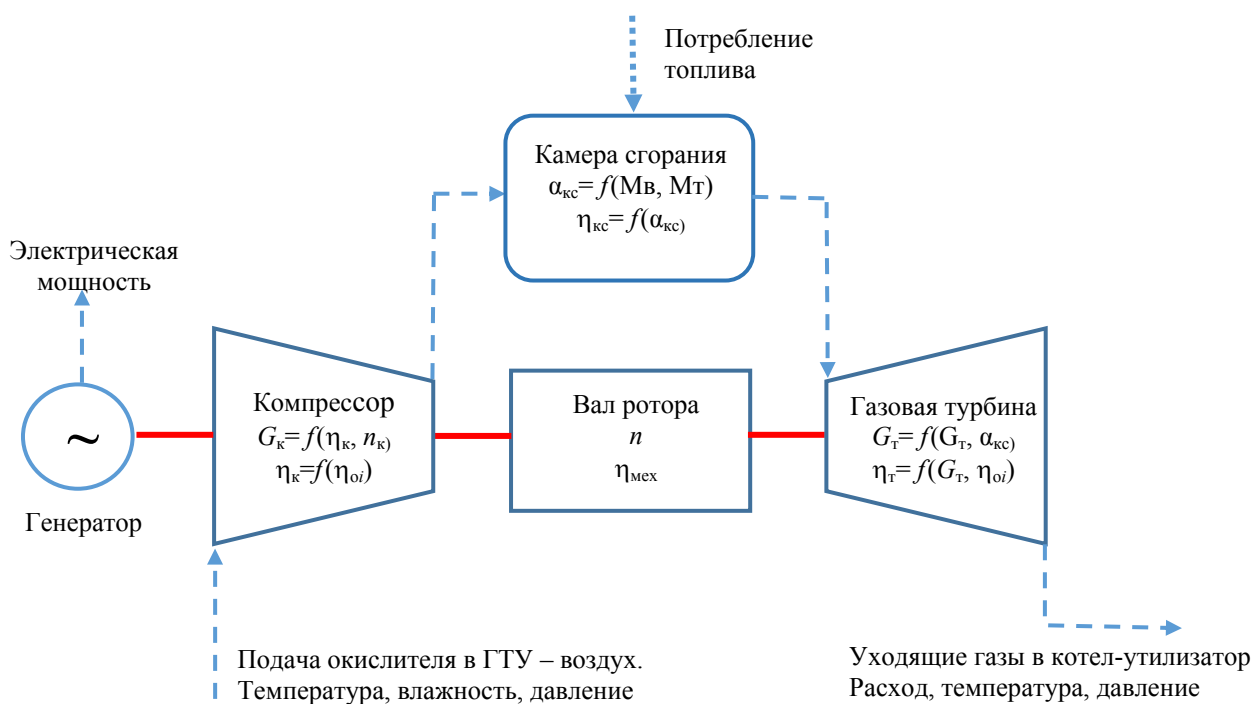 Потребление
топлива
Камера сгорания
αкс= f(Мв, Мт)
ηкс=f(αкс)
Электрическая
мощность
~
Генератор
Компрессор
Gк= f(ηк, nк)
ηк=f(ηоi)
Вал ротора
n
ηмех
Газовая турбина
Gт= f(Gт, αкс)
ηт=f(Gт, ηоi)
Подача окислителя в ГТУ – воздух.
Температура, влажность, давление
Уходящие газы в котел-утилизатор
Расход, температура, давление